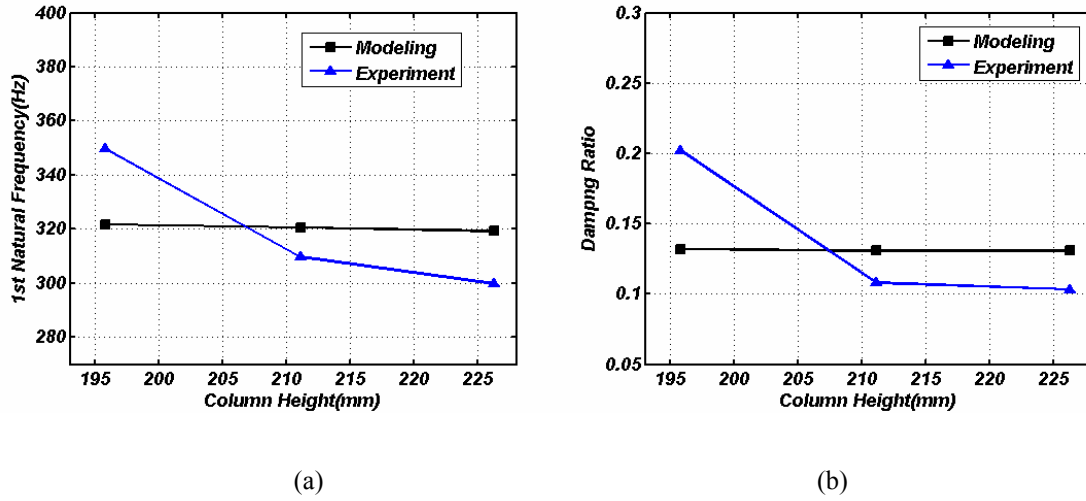 400
380
360
340
320
300
280
1st Natural Frequency(Hz)
Modeling
Experiment
195 200 205 210 215 220 225
Column Height(mm)
(a)
0.3
0.25
0.2
0.15
0.1
0.05
Dampng Ratio
Modeling
Experiment
195 200 205 210 215 220 225
Column Height(mm)
(b)